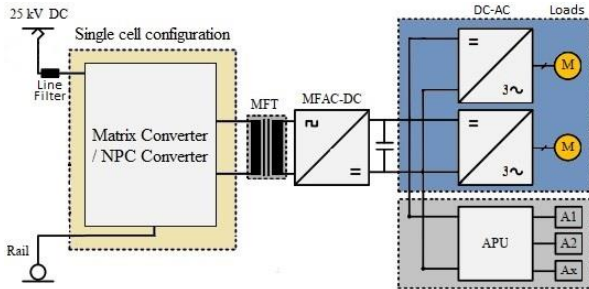 25 kV DC
Single cell configuration
Line
Filter
Matrix Converter
/ NPC Converter
Rail
MFT
MFAC-DC
=
DC-AC
Loads
=
3~
M
=
3~
M
APU
A1
A2
Ax